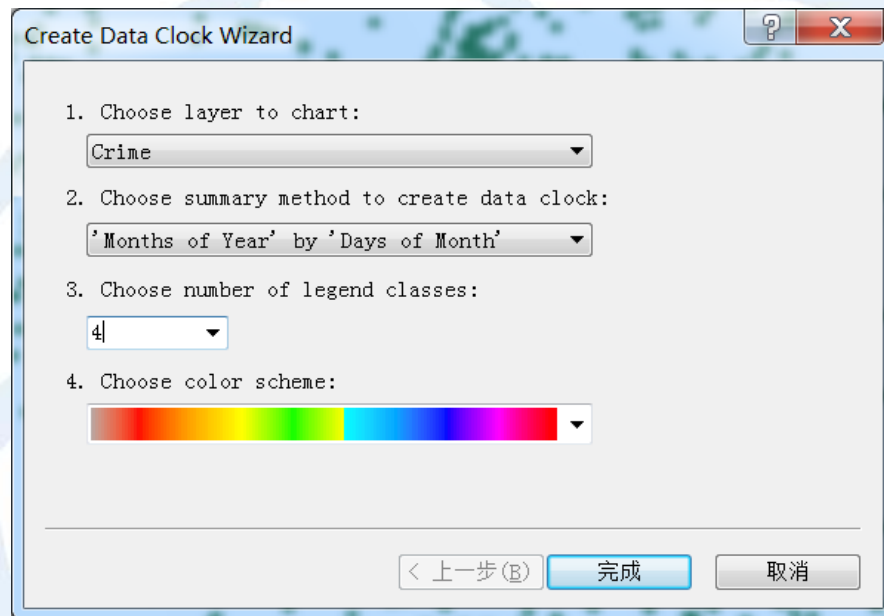 Create Data Clock Wizard
1. Choose layer to chart:
Crime
2. Choose summary method to create data clock:
'Months of Year' by 'Days of Month'
3. Choose number of legend classes:
4
4. Choose color scheme:
< 上一步(B) 完成 取消